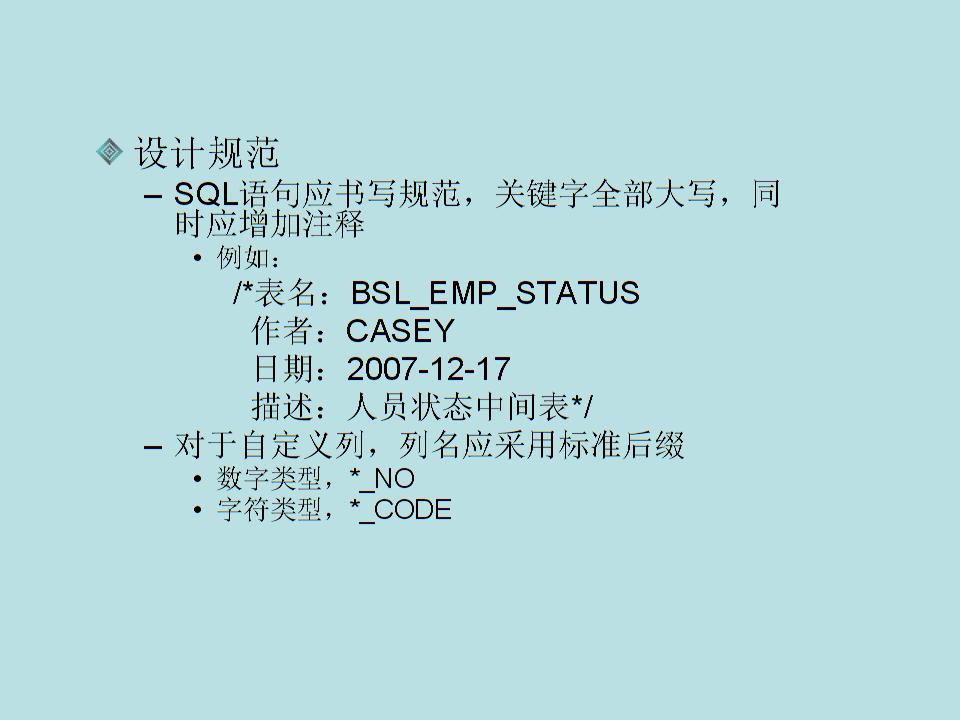 设计规范
– SQL语句应书写规范，关键字全部大写，同
时应增加注释
• 例如：
/*表名：BSL_EMP_STATUS
作者：CASEY
日期：2007-12-17
描述：人员状态中间表*/
– 对于自定义列，列名应采用标准后缀
• 数字类型，*_NO
• 字符类型，*_CODE